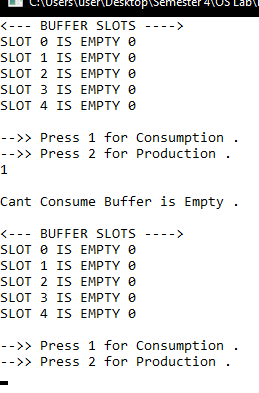 C:\Users\user\Desktop\Semester 4\OS Lab\
<--- BUFFER SLOTS ---->
SLOT 0 IS EMPTY 0
SLOT 1 IS EMPTY 0
SLOT 2 IS EMPTY 0
SLOT 3 IS EMPTY 0
SLOT 4 IS EMPTY 0
-->> Press 1 for Consumption .
-->> Press 2 for Production .
1
Cant Consume Buffer is Empty .
<--- BUFFER SLOTS ---->
SLOT 0 IS EMPTY 0
SLOT 1 IS EMPTY 0
SLOT 2 IS EMPTY 0
SLOT 3 IS EMPTY 0
SLOT 4 IS EMPTY 0
-->> Press 1 for Consumption .
-->> Press 2 for Production .